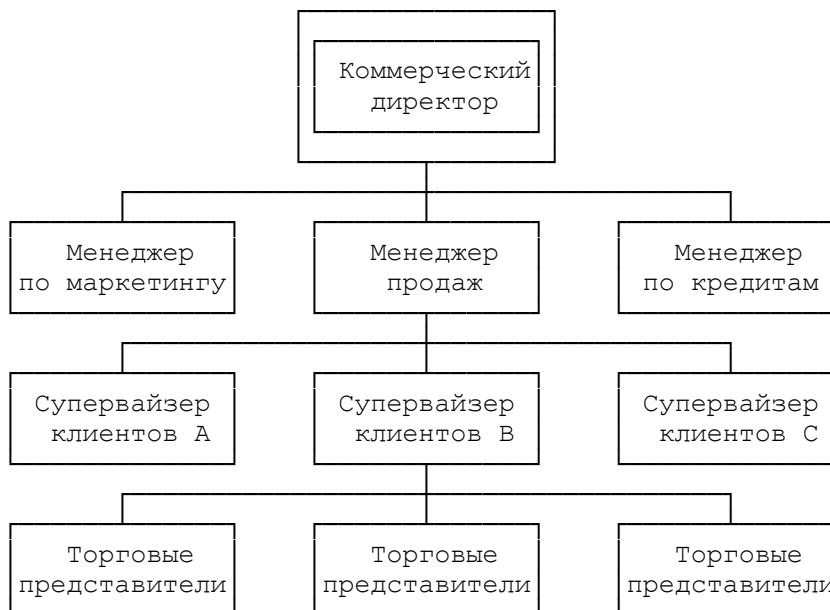 Коммерческий
директор
Менеджер
по маркетингу
Менеджер
продаж
Менеджер
по кредитам
Супервайзер
клиентов A
Супервайзер
клиентов B
Супервайзер
клиентов C
Торговые
представители
Торговые
представители
Торговые
представители